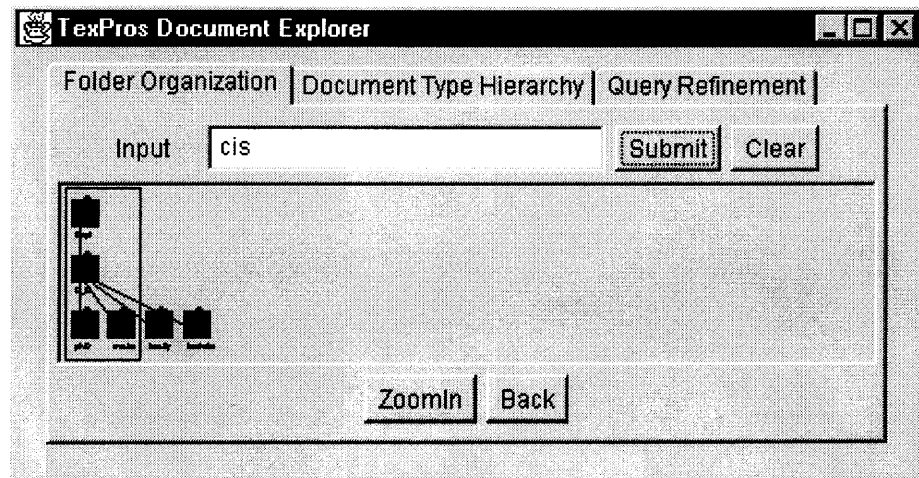 TexPros Document Explorer
Folder Organization Document Type Hierarchy Query Refinement
Input cis Submit Clear
ZoomIn Back